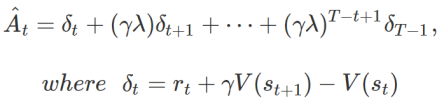 Â_t = δ_t + (γλ)δ_{t+1} + ⋯ + (γλ)^{T−t+1}δ_{T−1},
where δ_t = r_t + γV(s_{t+1}) − V(s_t)